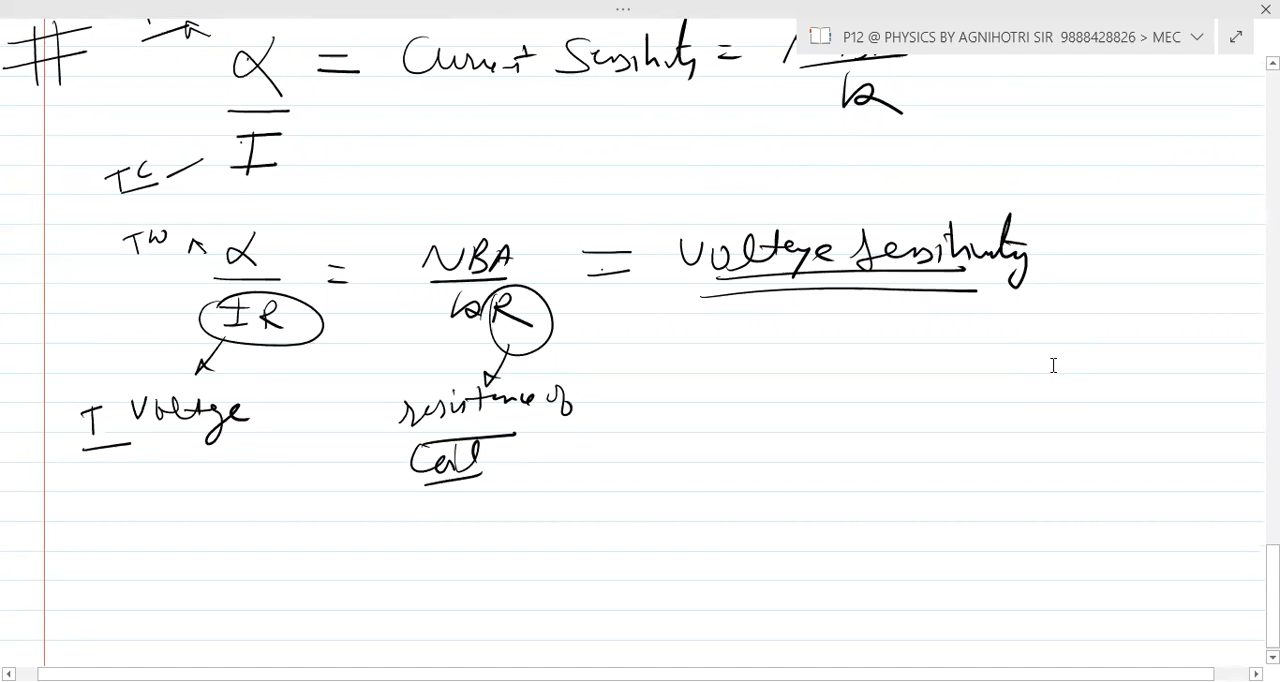 P12 @ PHYSICS BY AGNIHOTRI SIR 9888428826 > MEC
# α / I = Current Sensitivity = / k
TC
TW α / IR = NBA / kR = Voltage Sensitivity
I Voltage
resistance of
Coil